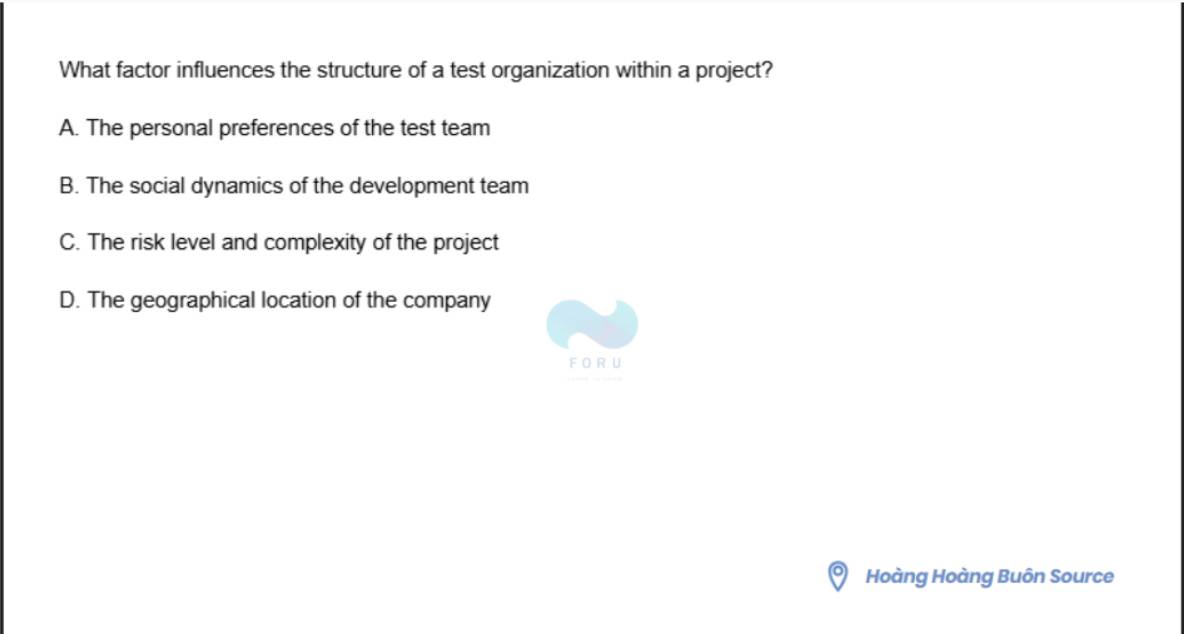 What factor influences the structure of a test organization within a project?
A. The personal preferences of the test team
B. The social dynamics of the development team
C. The risk level and complexity of the project
D. The geographical location of the company
FORU
Hoàng Hoàng Buôn Source